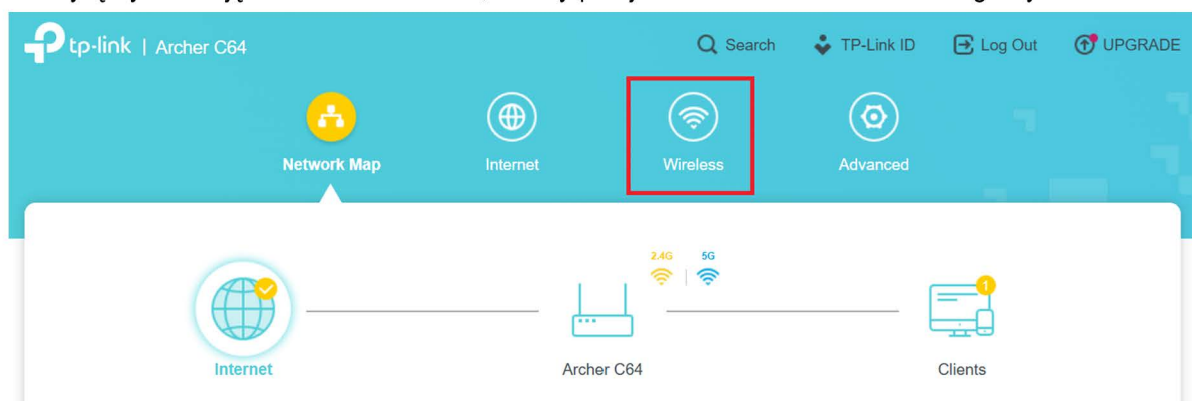 tp-link | Archer C64
Search
TP-Link ID
Log Out
UPGRADE
Network Map
Internet
Wireless
Advanced
2.4G
5G
1
Internet
Archer C64
Clients